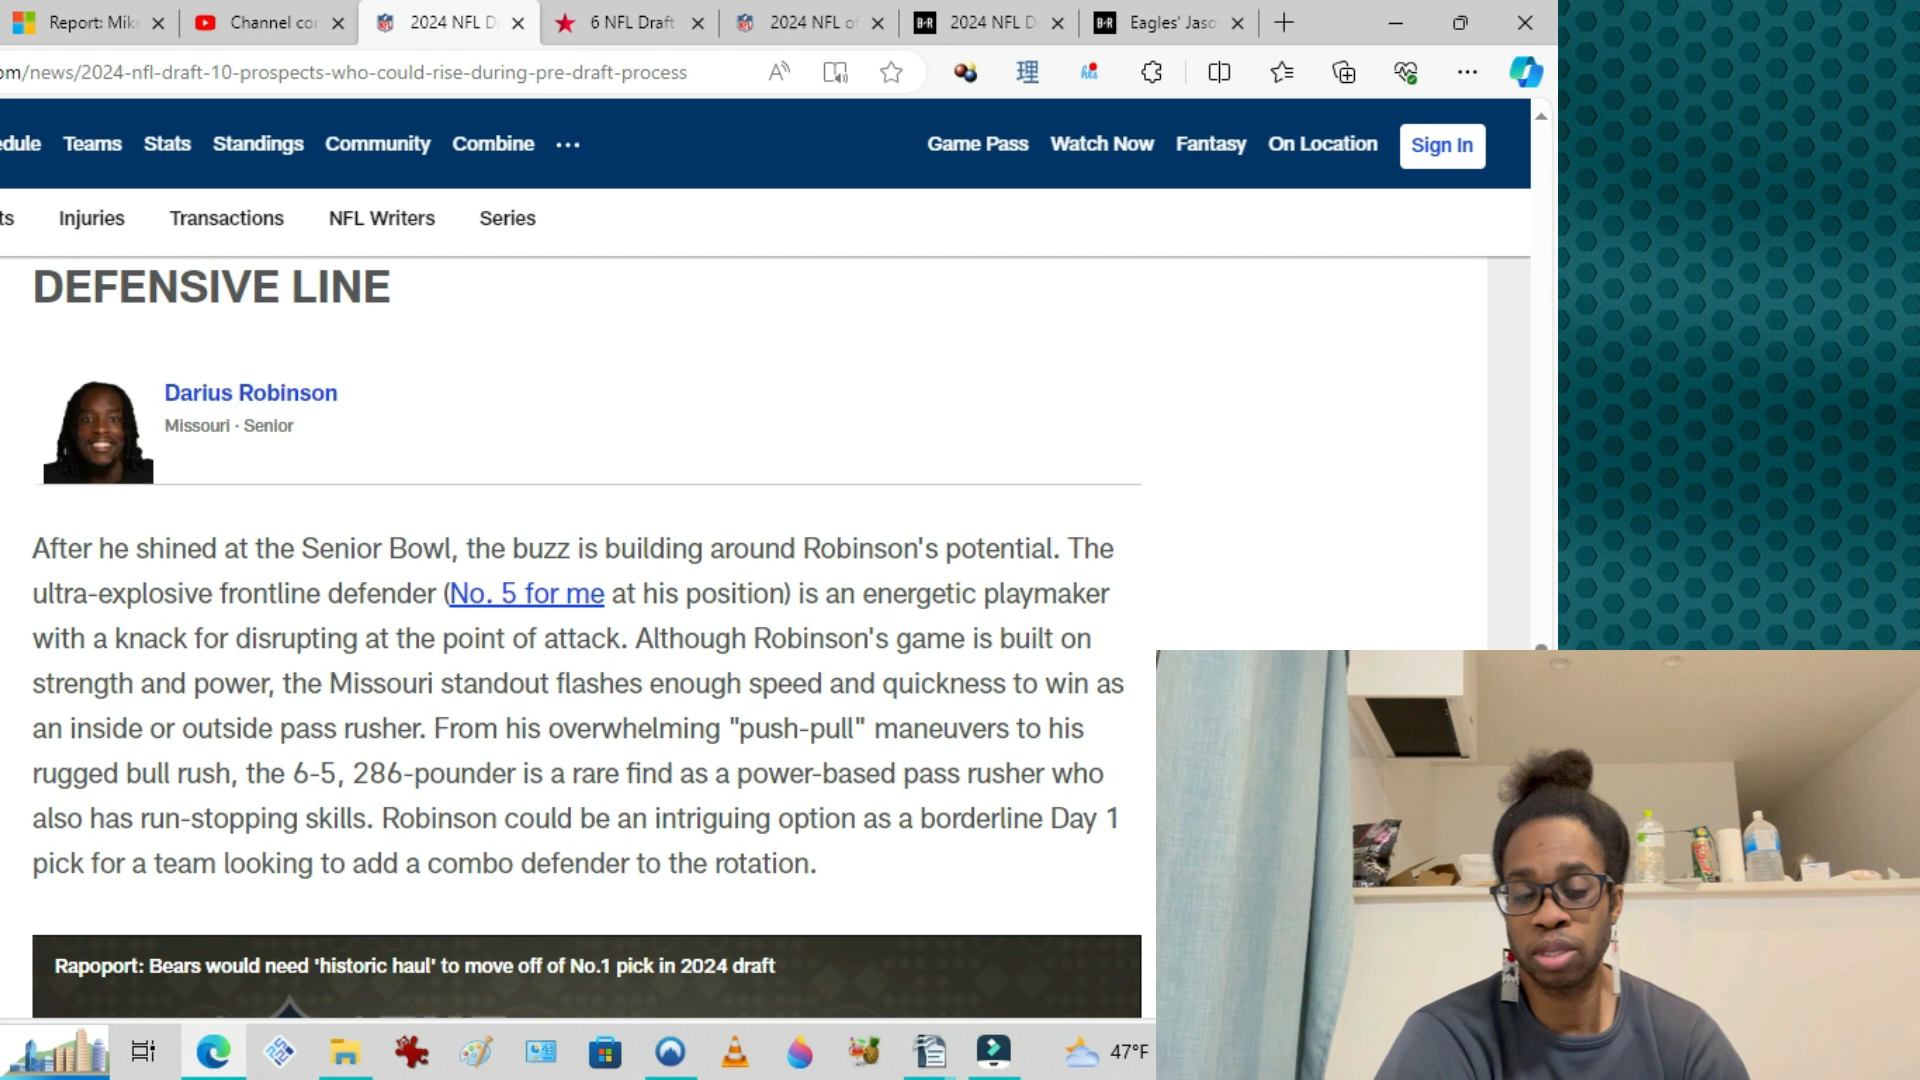 Report: Mik
Channel co
2024 NFL D
6 NFL Draft
2024 NFL o
2024 NFL D
Eagles' Jaso
om/news/2024-nfl-draft-10-prospects-who-could-rise-during-pre-draft-process
edule Teams Stats Standings Community Combine ...
Game Pass Watch Now Fantasy On Location Sign In
ts Injuries Transactions NFL Writers Series
DEFENSIVE LINE
Darius Robinson
Missouri · Senior
After he shined at the Senior Bowl, the buzz is building around Robinson's potential. The
ultra-explosive frontline defender (No. 5 for me at his position) is an energetic playmaker
with a knack for disrupting at the point of attack. Although Robinson's game is built on
strength and power, the Missouri standout flashes enough speed and quickness to win as
an inside or outside pass rusher. From his overwhelming "push-pull" maneuvers to his
rugged bull rush, the 6-5, 286-pounder is a rare find as a power-based pass rusher who
also has run-stopping skills. Robinson could be an intriguing option as a borderline Day 1
pick for a team looking to add a combo defender to the rotation.
Rapoport: Bears would need 'historic haul' to move off of No.1 pick in 2024 draft
47°F